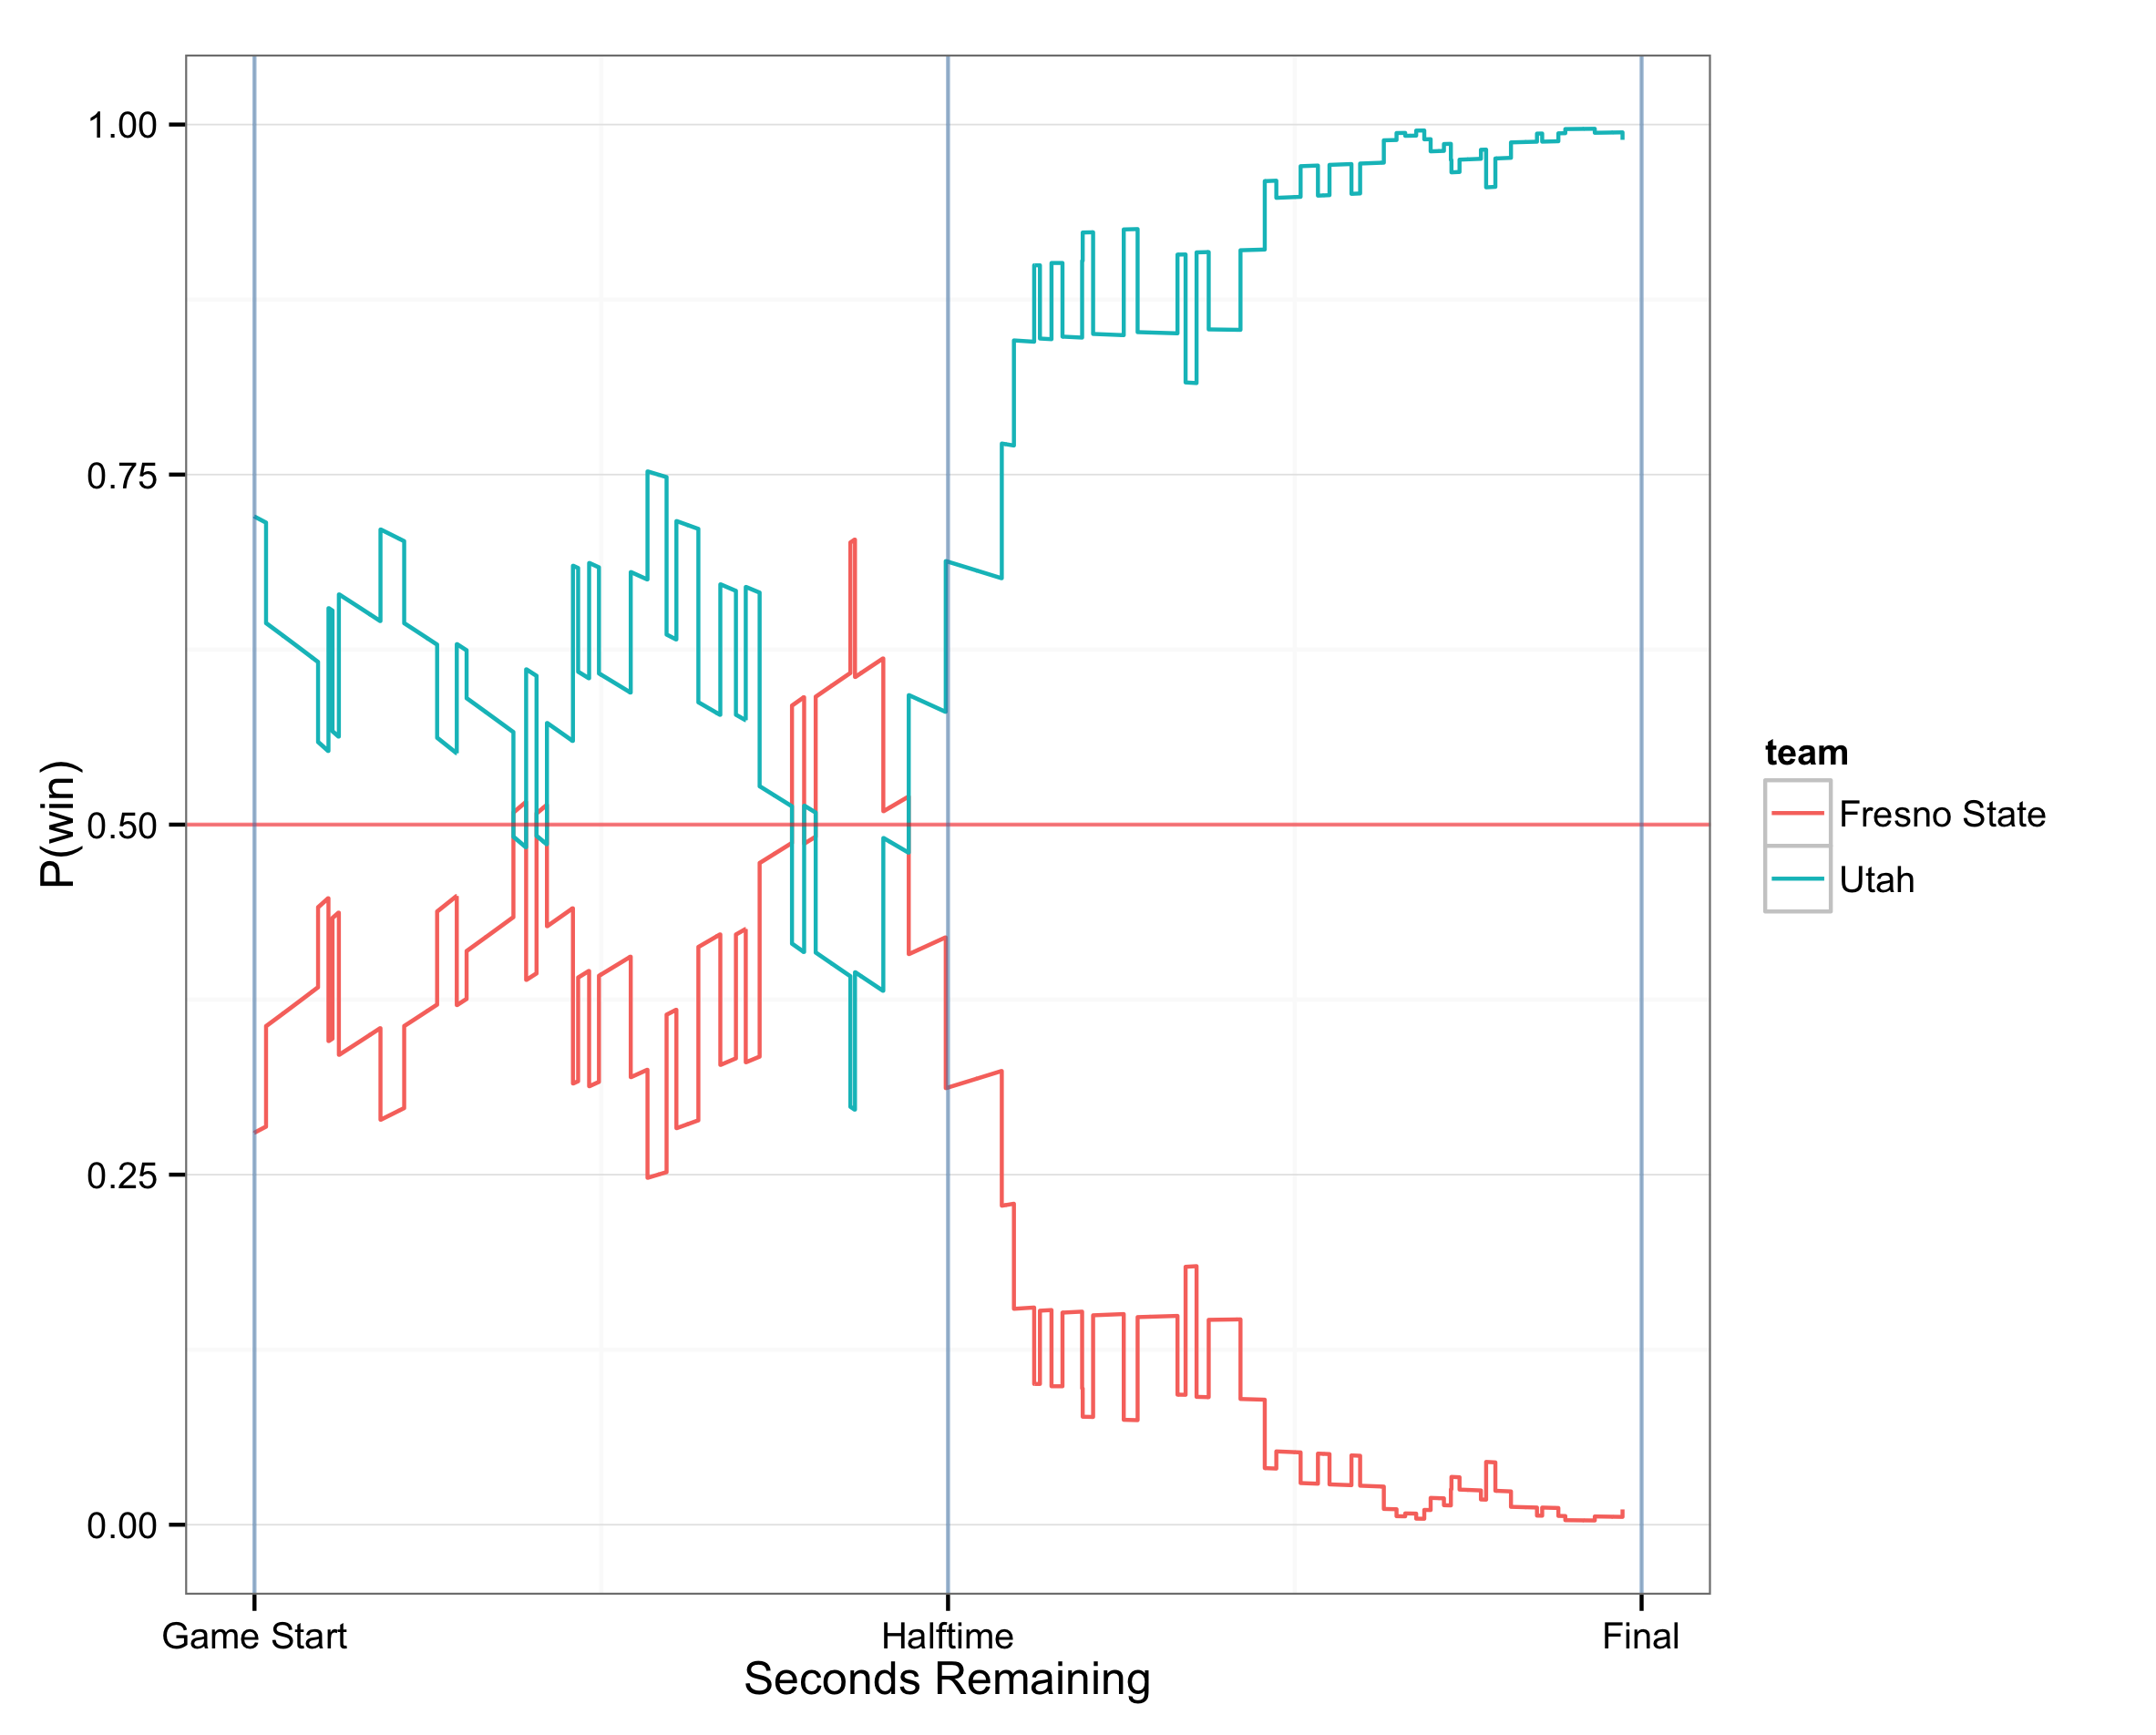 1.00
0.75
0.50
0.25
0.00
P(win)
Game Start
Halftime
Final
Seconds Remaining
team
Fresno State
Utah